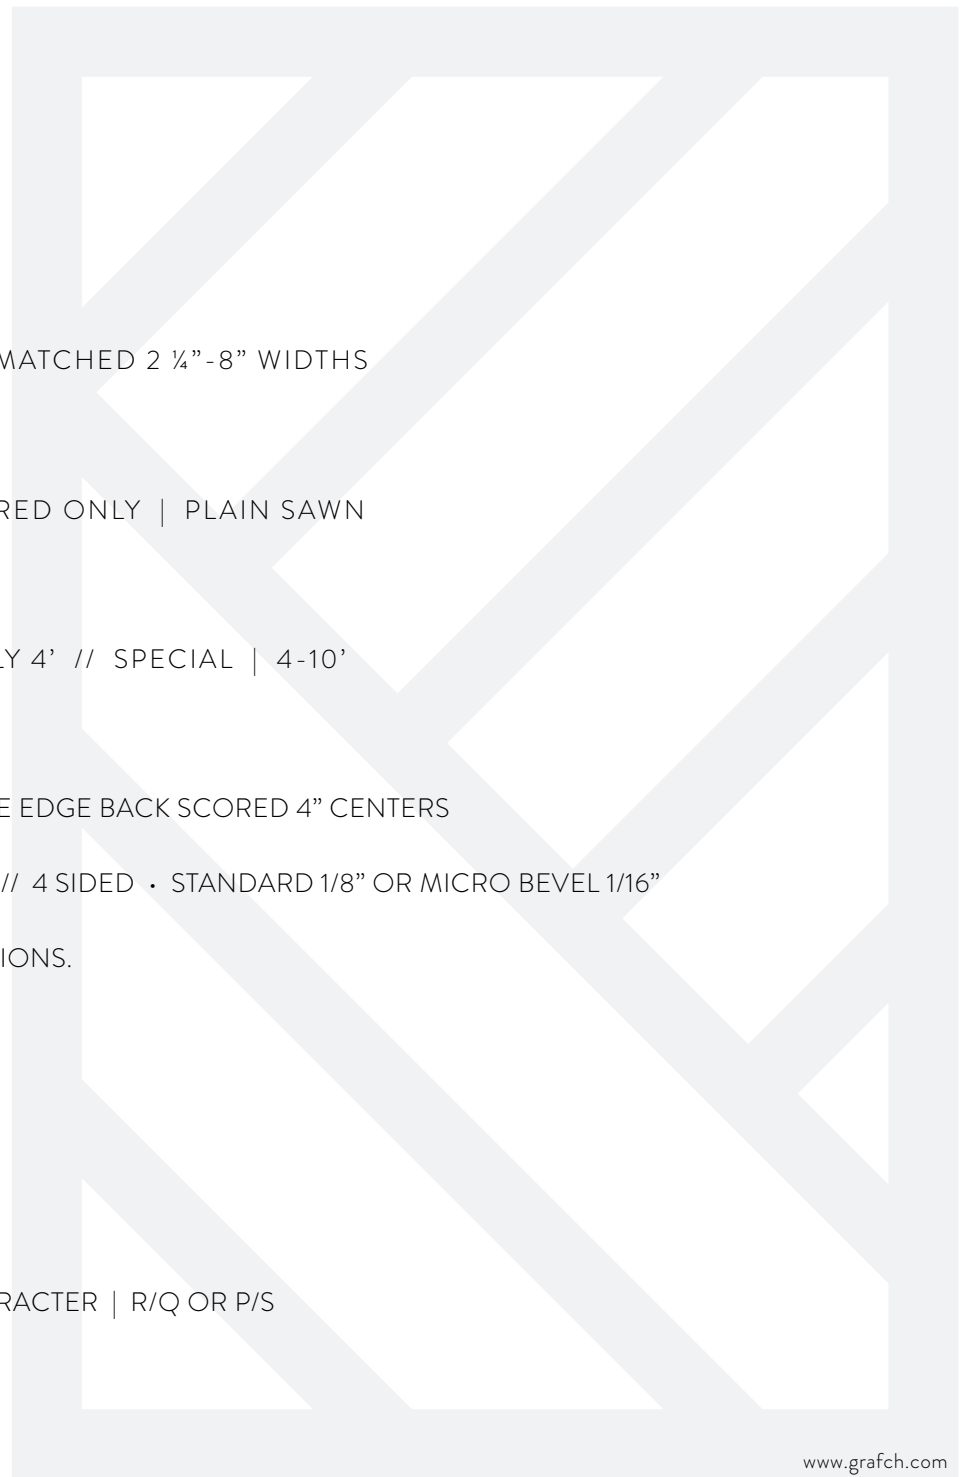 MATCHED 2 ¼”-8” WIDTHS
RED ONLY | PLAIN SAWN
LY 4’ // SPECIAL | 4-10’
E EDGE BACK SCORED 4” CENTERS
// 4 SIDED • STANDARD 1/8” OR MICRO BEVEL 1/16”
IONS.
RACTER | R/Q OR P/S
www.grafch.com